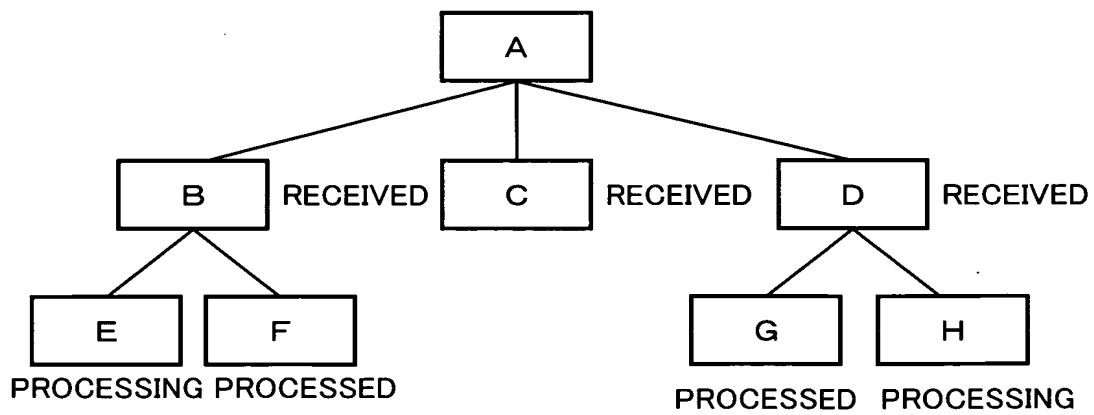 A
B RECEIVED C RECEIVED D RECEIVED
E F G H
PROCESSING PROCESSED PROCESSED PROCESSING